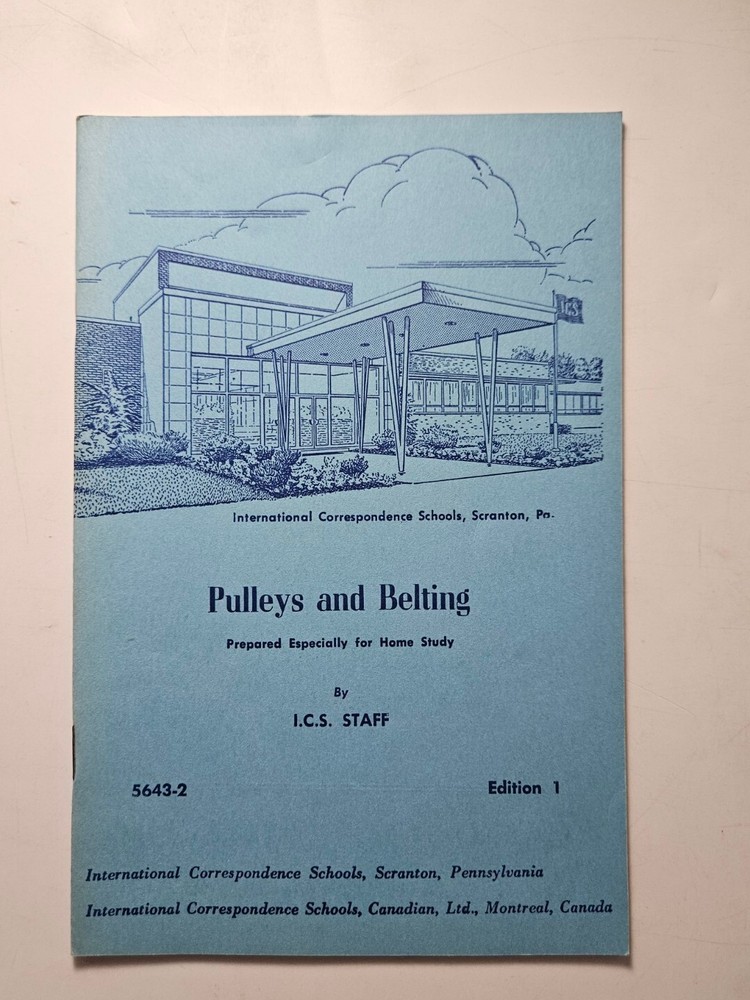 ICS
International Correspondence Schools, Scranton, Pa.
Pulleys and Belting
Prepared Especially for Home Study
By
I.C.S. STAFF
5643-2 Edition 1
International Correspondence Schools, Scranton, Pennsylvania
International Correspondence Schools, Canadian, Ltd., Montreal, Canada